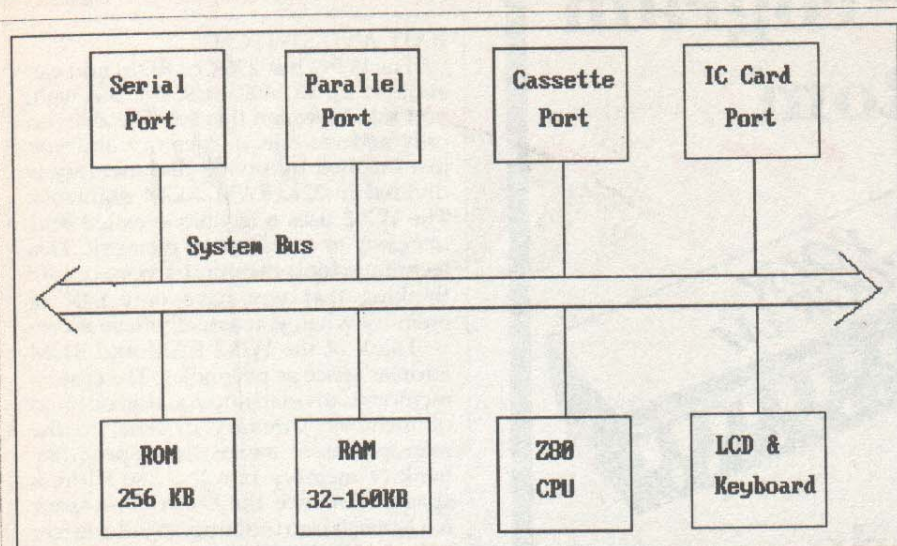 Serial
Port
Parallel
Port
Cassette
Port
IC Card
Port
System Bus
ROM
256 KB
RAM
32-160KB
Z80
CPU
LCD &
Keyboard